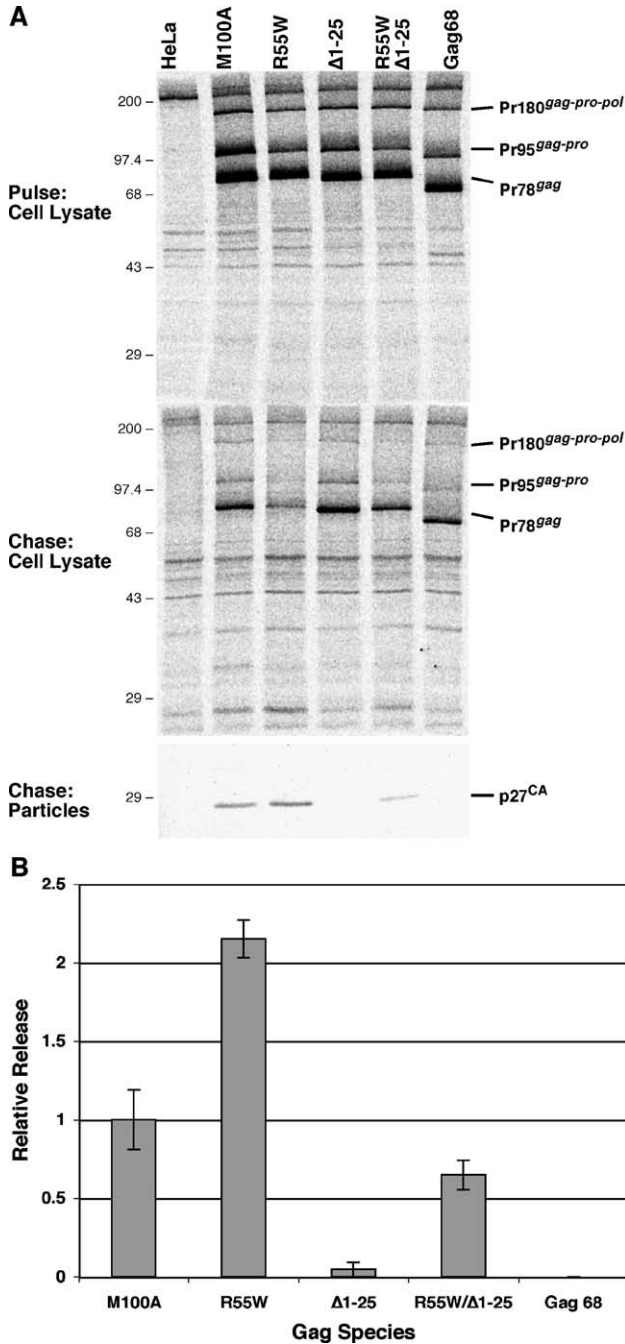 A
HeLa
M100A
R55W
Δ1-25
R55W
Δ1-25
Gag68
Pulse:
Cell Lysate
200
97.4
68
43
29
Pr180gag-pro-pol
Pr95gag-pro
Pr78gag
Chase:
Cell Lysate
200
97.4
68
43
29
Pr180gag-pro-pol
Pr95gag-pro
Pr78gag
Chase:
Particles
29
p27CA
B
Relative Release
2.5
2
1.5
1
0.5
0
M100A
R55W
Δ1-25
R55W/Δ1-25
Gag 68
Gag Species